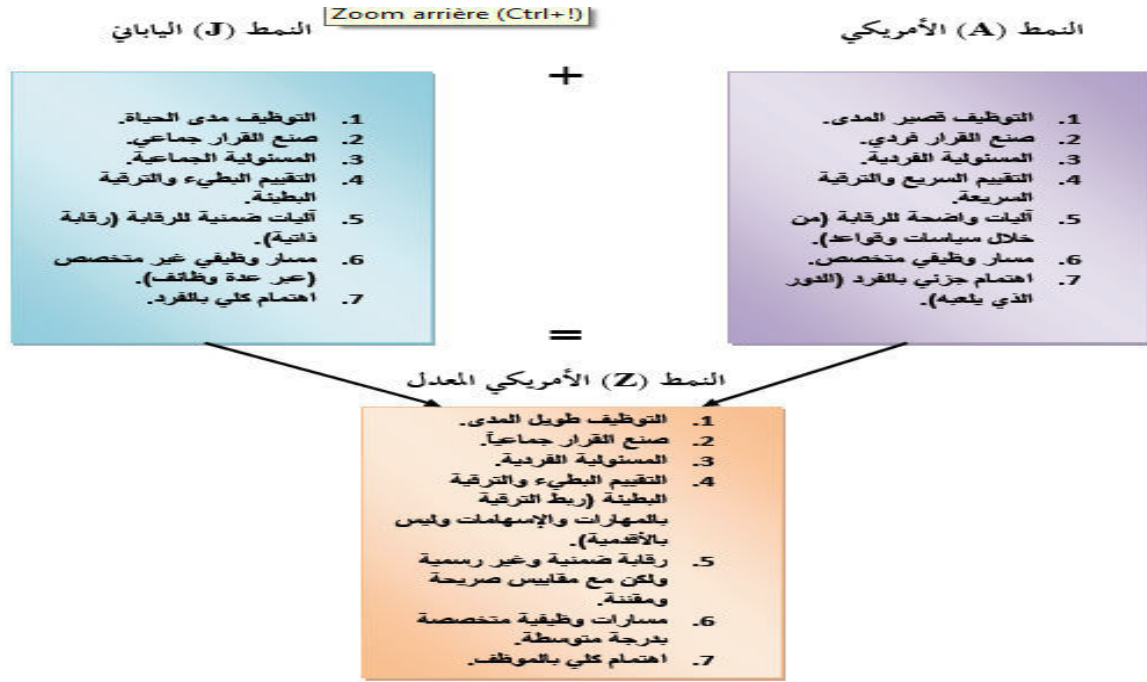 Zoom arrière (Ctrl+!)
النمط (A) الأمريكي
1. التوظيف قصير المدى.
2. صنع القرار فردي.
3. المسئولية الفردية.
4. التقييم السريع والترقية
السريعة.
5. آليات واضحة للرقابة (من
خلال سياسات وقواعد).
6. مسار وظيفي متخصص.
7. اهتمام جزئي بالفرد (الدور
الذي يلعبه).
+
النمط (J) الياباني
1. التوظيف مدى الحياة.
2. صنع القرار جماعي.
3. المسئولية الجماعية.
4. التقييم البطيء والترقية
البطيئة.
5. آليات ضمنية للرقابة (رقابة
ذاتية).
6. مسار وظيفي غير متخصص
(عبر عدة وظائف).
7. اهتمام كلي بالفرد.
=
النمط (Z) الأمريكي المعدل
1. التوظيف طويل المدى.
2. صنع القرار جماعياً.
3. المسئولية الفردية.
4. التقييم البطيء والترقية
البطيئة (ربط الترقية
بالمهارات والإسهامات وليس
بالأقدمية).
5. رقابة ضمنية وغير رسمية
ولكن مع مقاييس صريحة
ومقننة.
6. مسارات وظيفية متخصصة
بدرجة متوسطة.
7. اهتمام كلي بالموظف.